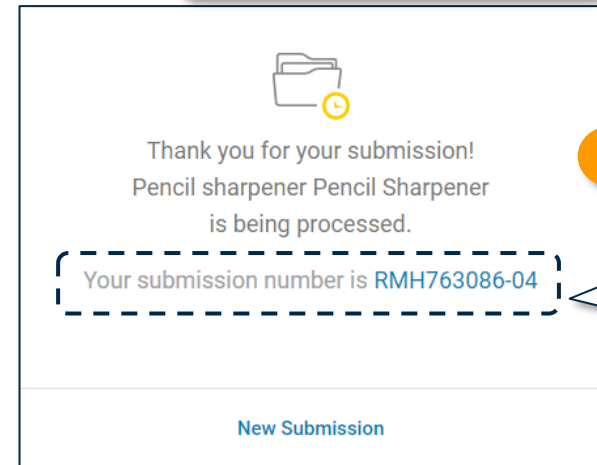 Thank you for your submission!
Pencil sharpener Pencil Sharpener
is being processed.
Your submission number is RMH763086-04
New Submission